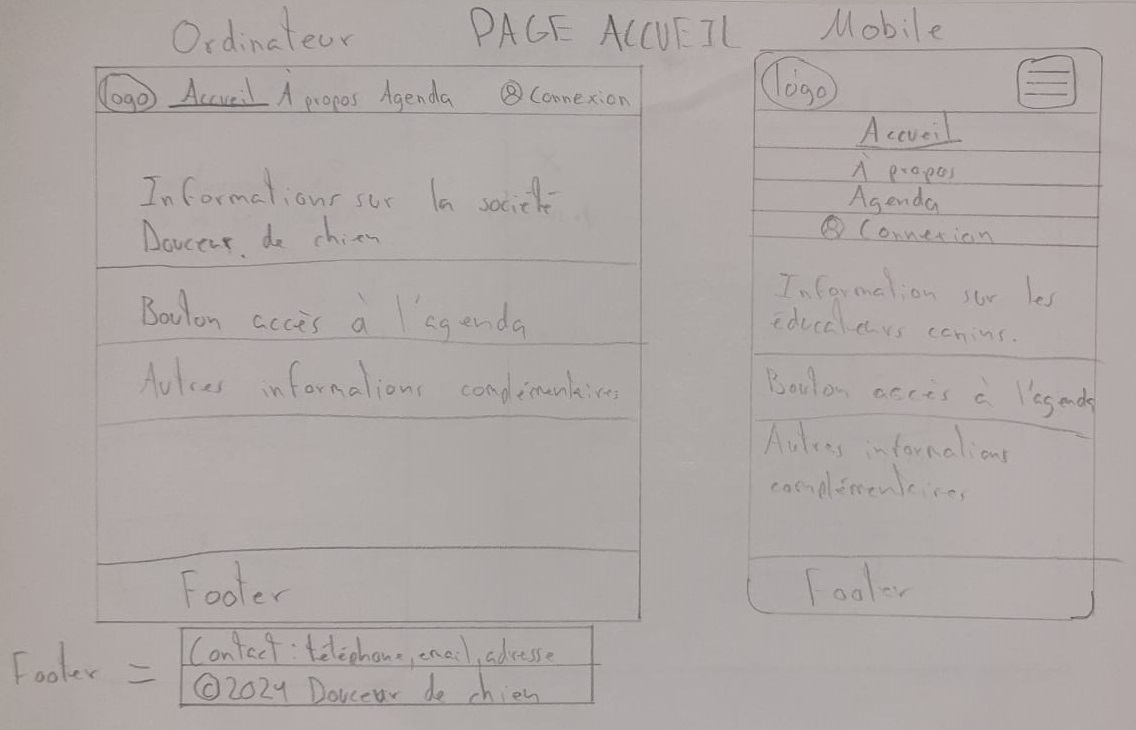 Ordinateur
PAGE ACCUEIL
Mobile
logo Accueil À propos Agenda Connexion
Informations sur la société
Douceur de chien
Bouton accès à l'agenda
Autres informations complémentaires
Footer
logo
Accueil
À propos
Agenda
Connexion
Information sur les
éducateurs canins.
Bouton accès à l'agenda
Autres informations
complémentaires
Footer
Footer =
Contact : téléphone, email, adresse
©2024 Douceur de chien